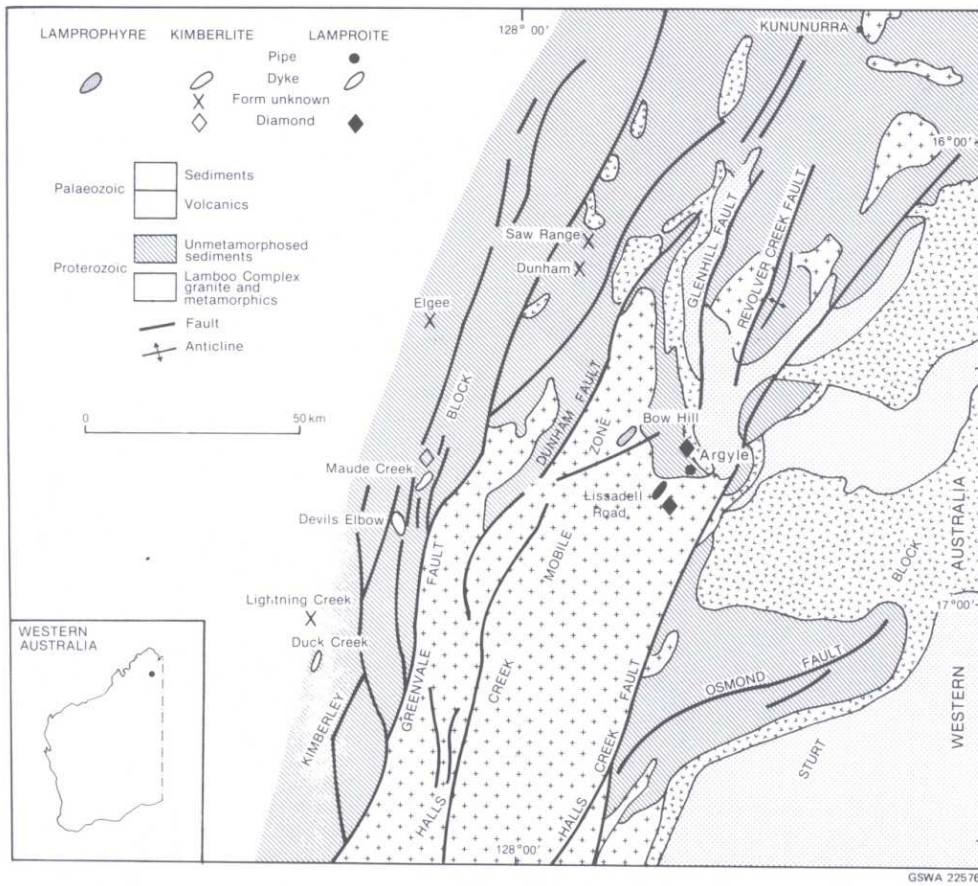 LAMPROPHYRE KIMBERLITE LAMPROITE
Pipe
Dyke
Form unknown
Diamond
Palaeozoic
Sediments
Volcanics
Proterozoic
Unmetamorphosed
sediments
Lamboo Complex
granite and
metamorphics
Fault
Anticline
0 50 km
128° 00'
KUNUNURRA
16° 00'
Saw Range
Dunham
Elgee
GLENHILL FAULT
REVOLVER CREEK FAULT
DUNHAM FAULT
Bow Hill
Argyle
Maude Creek
Lissadell
Road
Devils Elbow
Lightning Creek
Duck Creek
KIMBERLEY BLOCK
GREENVALE FAULT
HALLS CREEK MOBILE ZONE
HALLS CREEK FAULT
OSMOND FAULT
STURT BLOCK
WESTERN AUSTRALIA
17° 00'
128° 00'
WESTERN
AUSTRALIA
GSWA 22576